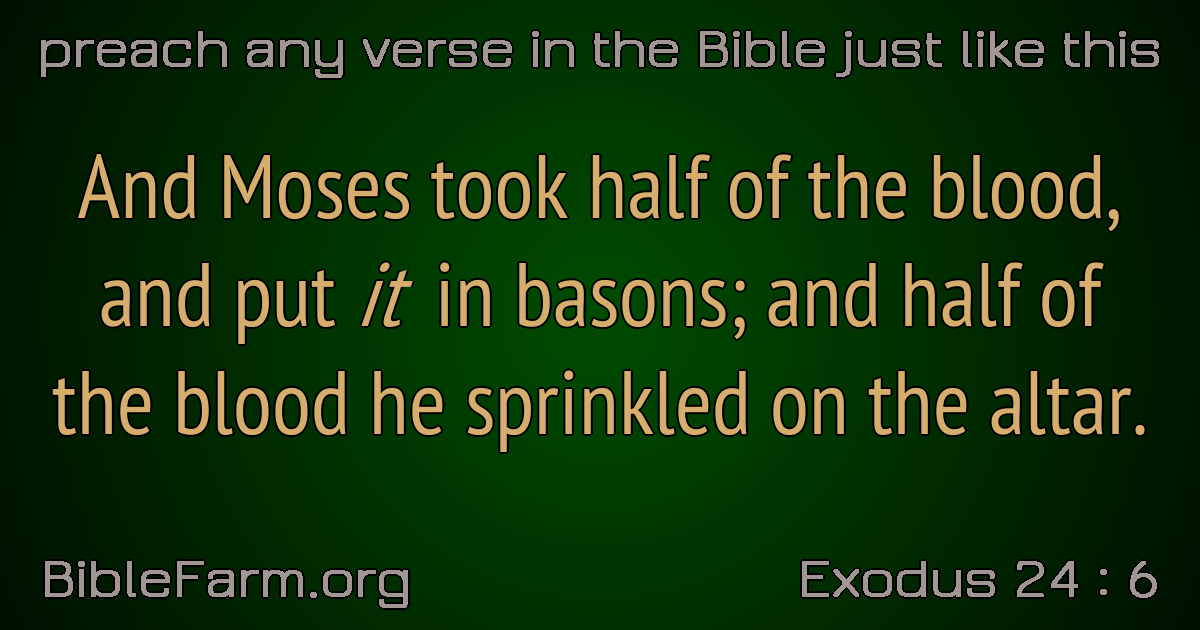 preach any verse in the Bible just like this
And Moses took half of the blood,
and put it in basons; and half of
the blood he sprinkled on the altar.
BibleFarm.org
Exodus 24 : 6